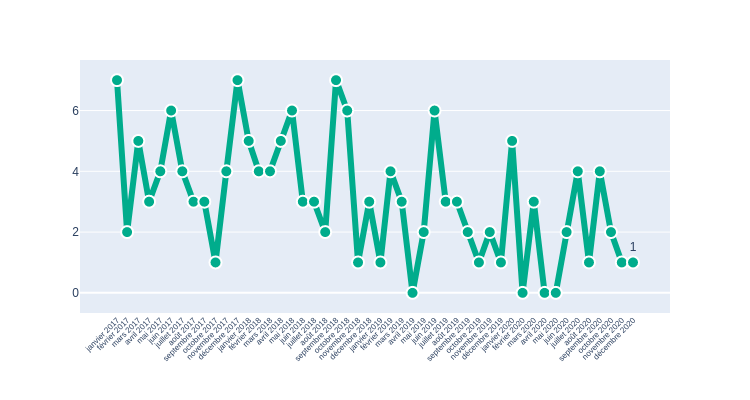 6
4
2
0
1
janvier 2017
février 2017
mars 2017
avril 2017
mai 2017
juin 2017
juillet 2017
août 2017
septembre 2017
octobre 2017
novembre 2017
décembre 2017
janvier 2018
février 2018
mars 2018
avril 2018
mai 2018
juin 2018
juillet 2018
août 2018
septembre 2018
octobre 2018
novembre 2018
décembre 2018
janvier 2019
février 2019
mars 2019
avril 2019
mai 2019
juin 2019
juillet 2019
août 2019
septembre 2019
octobre 2019
novembre 2019
décembre 2019
janvier 2020
février 2020
mars 2020
avril 2020
mai 2020
juin 2020
juillet 2020
août 2020
septembre 2020
octobre 2020
novembre 2020
décembre 2020